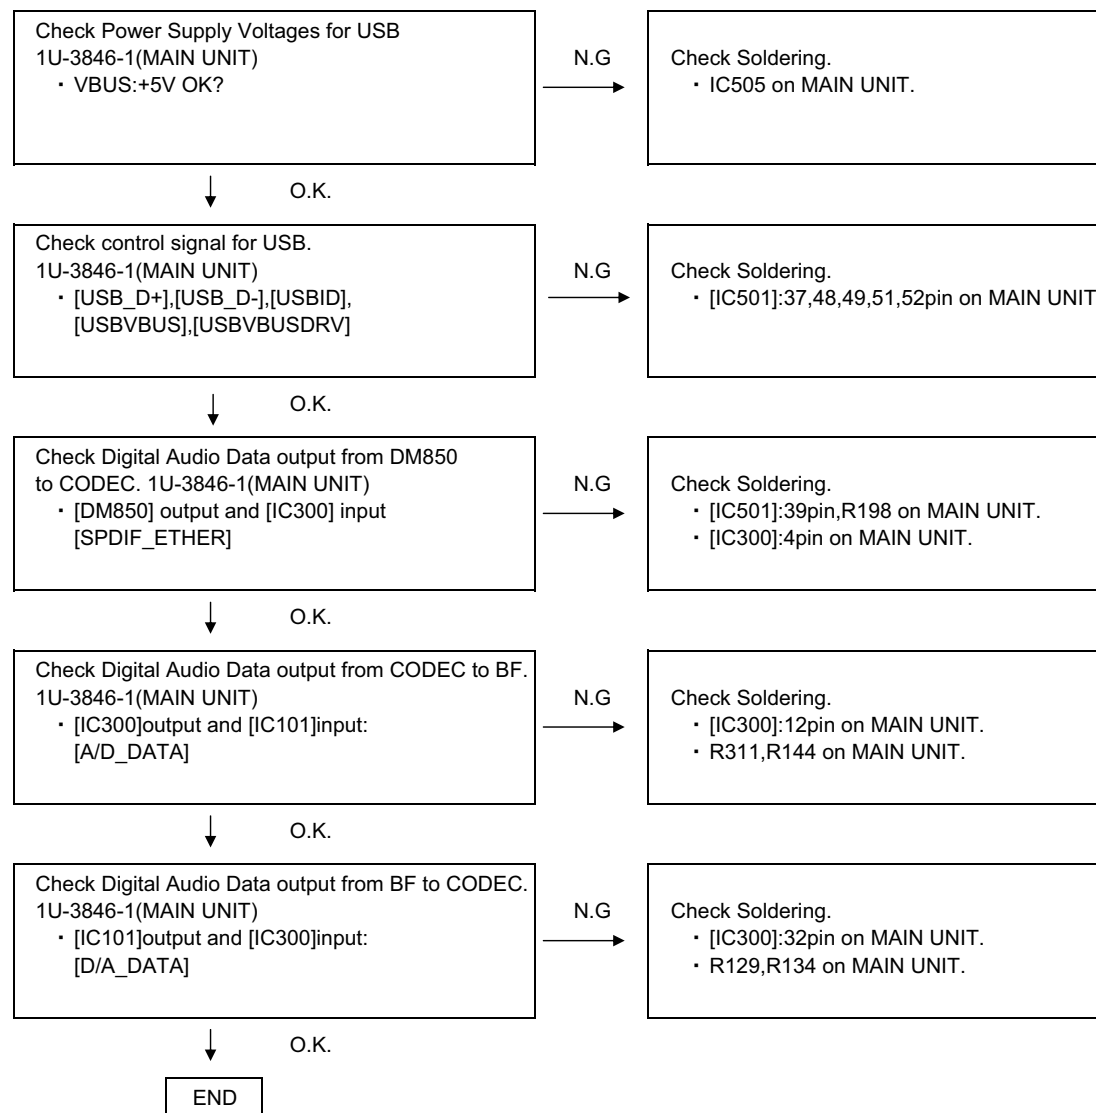 Check Power Supply Voltages for USB
1U-3846-1(MAIN UNIT)
・ VBUS:+5V OK?
N.G
Check Soldering.
・ IC505 on MAIN UNIT.
O.K.
Check control signal for USB.
1U-3846-1(MAIN UNIT)
・ [USB_D+],[USB_D-],[USBID],
[USBVBUS],[USBVBUSDRV]
N.G
Check Soldering.
・ [IC501]:37,48,49,51,52pin on MAIN UNIT
O.K.
Check Digital Audio Data output from DM850
to CODEC. 1U-3846-1(MAIN UNIT)
・ [DM850] output and [IC300] input
[SPDIF_ETHER]
N.G
Check Soldering.
・ [IC501]:39pin,R198 on MAIN UNIT.
・ [IC300]:4pin on MAIN UNIT.
O.K.
Check Digital Audio Data output from CODEC to BF.
1U-3846-1(MAIN UNIT)
・ [IC300]output and [IC101]input:
[A/D_DATA]
N.G
Check Soldering.
・ [IC300]:12pin on MAIN UNIT.
・ R311,R144 on MAIN UNIT.
O.K.
Check Digital Audio Data output from BF to CODEC.
1U-3846-1(MAIN UNIT)
・ [IC101]output and [IC300]input:
[D/A_DATA]
N.G
Check Soldering.
・ [IC300]:32pin on MAIN UNIT.
・ R129,R134 on MAIN UNIT.
O.K.
END